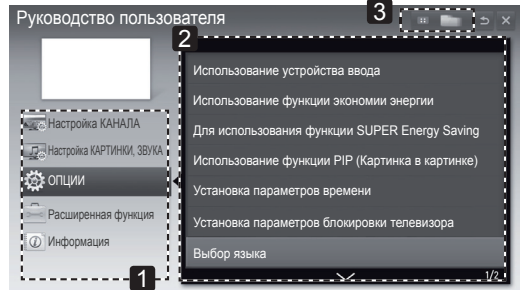 Руководство пользователя
3
2
Использование устройства ввода
Использование функции экономии энергии
Для использования функции SUPER Energy Saving
Использование функции PIP (Картинка в картинке)
Установка параметров времени
Установка параметров блокировки телевизора
Выбор языка
1/2
Настройка КАНАЛА
Настройка КАРТИНКИ, ЗВУКА
ОПЦИИ
Расширенная функция
Информация
1